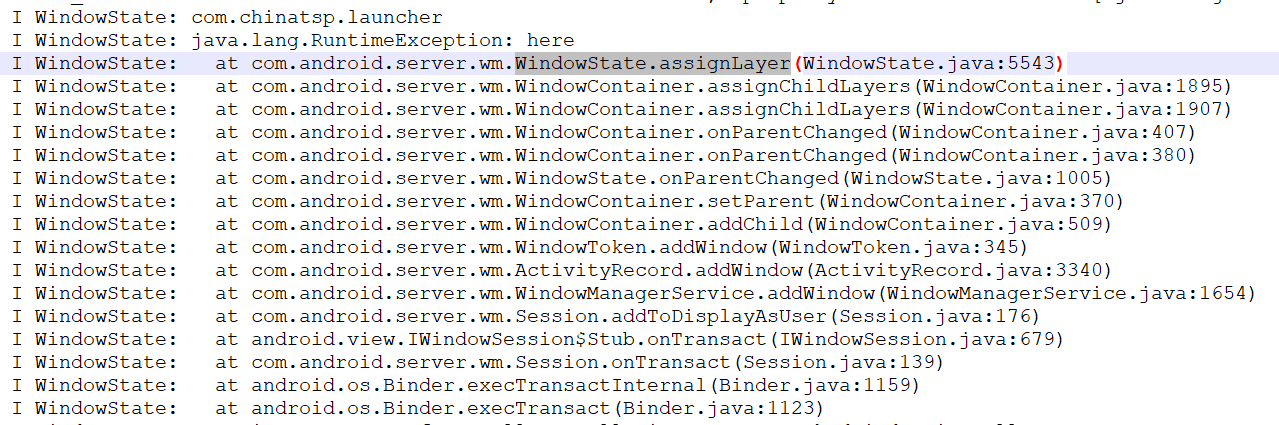 I WindowState: com.chinatsp.launcher
I WindowState: java.lang.RuntimeException: here
I WindowState:   at com.android.server.wm.WindowState.assignLayer(WindowState.java:5543)
I WindowState:   at com.android.server.wm.WindowContainer.assignChildLayers(WindowContainer.java:1895)
I WindowState:   at com.android.server.wm.WindowContainer.assignChildLayers(WindowContainer.java:1907)
I WindowState:   at com.android.server.wm.WindowContainer.onParentChanged(WindowContainer.java:407)
I WindowState:   at com.android.server.wm.WindowContainer.onParentChanged(WindowContainer.java:380)
I WindowState:   at com.android.server.wm.WindowState.onParentChanged(WindowState.java:1005)
I WindowState:   at com.android.server.wm.WindowContainer.setParent(WindowContainer.java:370)
I WindowState:   at com.android.server.wm.WindowContainer.addChild(WindowContainer.java:509)
I WindowState:   at com.android.server.wm.WindowToken.addWindow(WindowToken.java:345)
I WindowState:   at com.android.server.wm.ActivityRecord.addWindow(ActivityRecord.java:3340)
I WindowState:   at com.android.server.wm.WindowManagerService.addWindow(WindowManagerService.java:1654)
I WindowState:   at com.android.server.wm.Session.addToDisplayAsUser(Session.java:176)
I WindowState:   at android.view.IWindowSession$Stub.onTransact(IWindowSession.java:679)
I WindowState:   at com.android.server.wm.Session.onTransact(Session.java:139)
I WindowState:   at android.os.Binder.execTransactInternal(Binder.java:1159)
I WindowState:   at android.os.Binder.execTransact(Binder.java:1123)